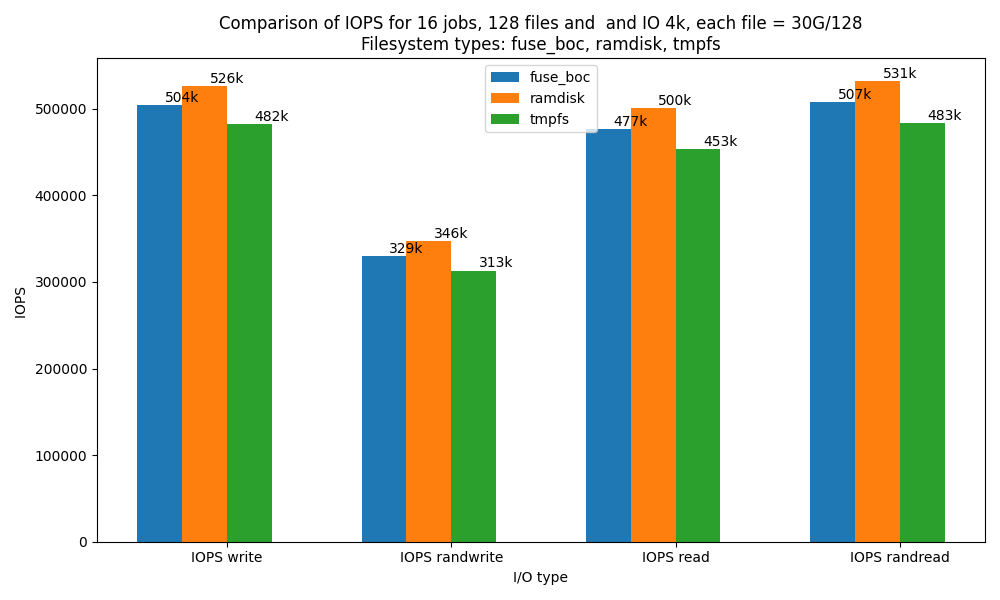 Comparison of IOPS for 16 jobs, 128 files and  and IO 4k, each file = 30G/128
Filesystem types: fuse_boc, ramdisk, tmpfs
fuse_boc
ramdisk
tmpfs
504k
526k
482k
329k
346k
313k
477k
500k
453k
507k
531k
483k
500000
400000
300000
200000
100000
0
IOPS
IOPS write
IOPS randwrite
IOPS read
IOPS randread
I/O type